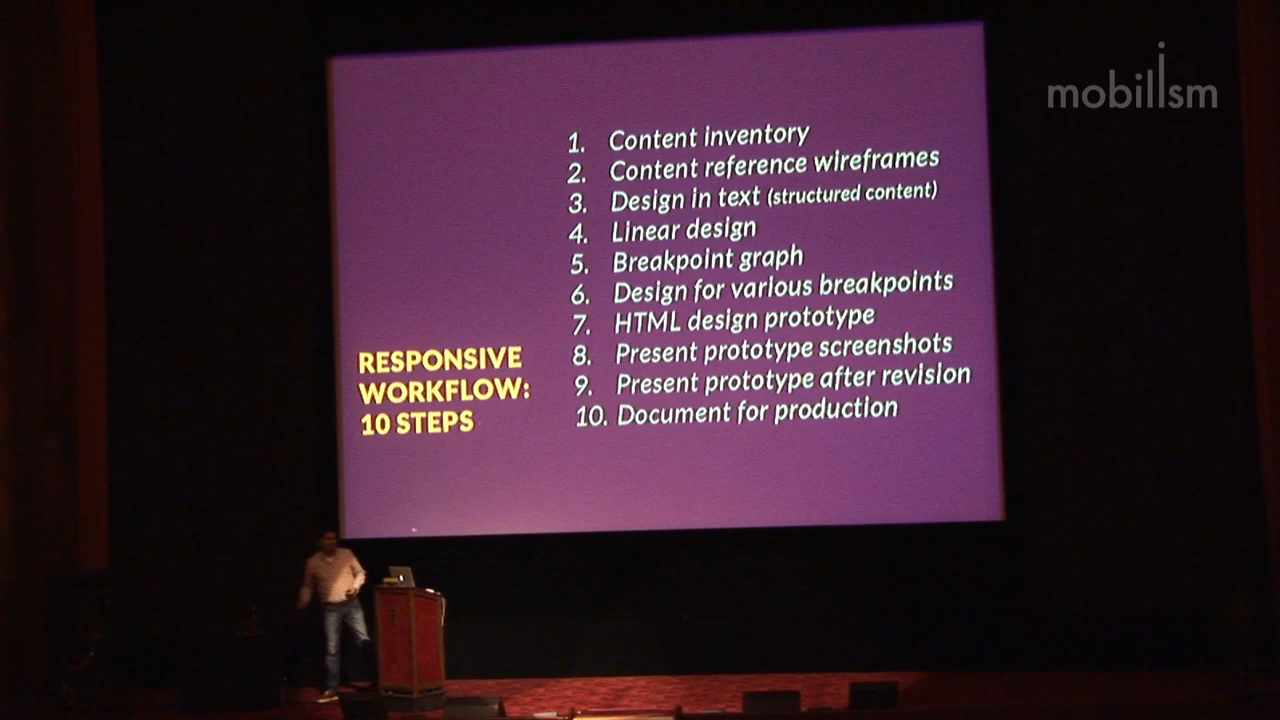 mobilism
1. Content inventory
2. Content reference wireframes
3. Design in text (structured content)
4. Linear design
5. Breakpoint graph
6. Design for various breakpoints
7. HTML design prototype
8. Present prototype screenshots
9. Present prototype after revision
10. Document for production
RESPONSIVE
WORKFLOW:
10 STEPS